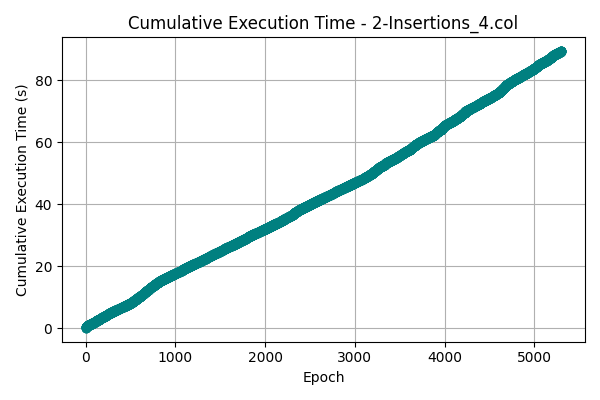 Cumulative Execution Time - 2-Insertions_4.col
Cumulative Execution Time (s)
80
60
40
20
0
0 1000 2000 3000 4000 5000
Epoch